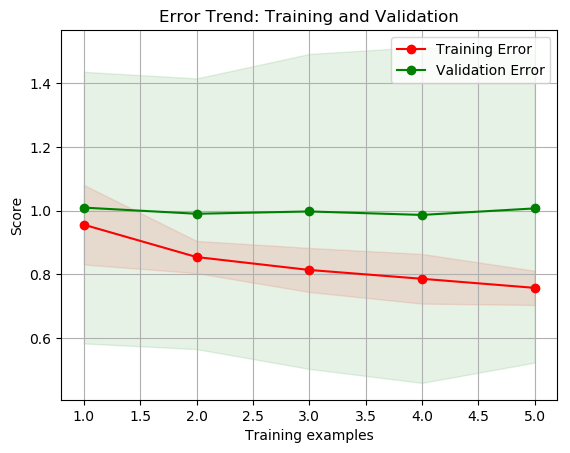 Error Trend: Training and Validation
Training Error
Validation Error
1.4
1.2
1.0
0.8
0.6
Score
1.0 1.5 2.0 2.5 3.0 3.5 4.0 4.5 5.0
Training examples